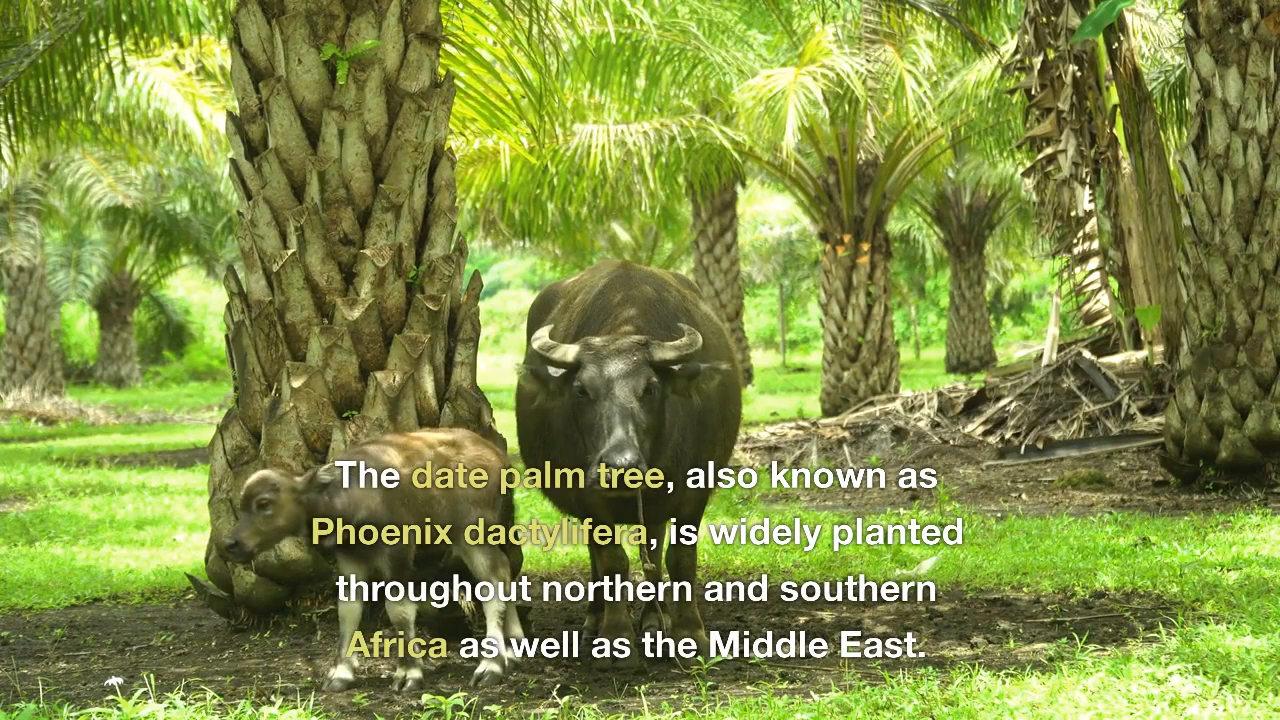 The date palm tree, also known as
Phoenix dactylifera, is widely planted
throughout northern and southern
Africa as well as the Middle East.